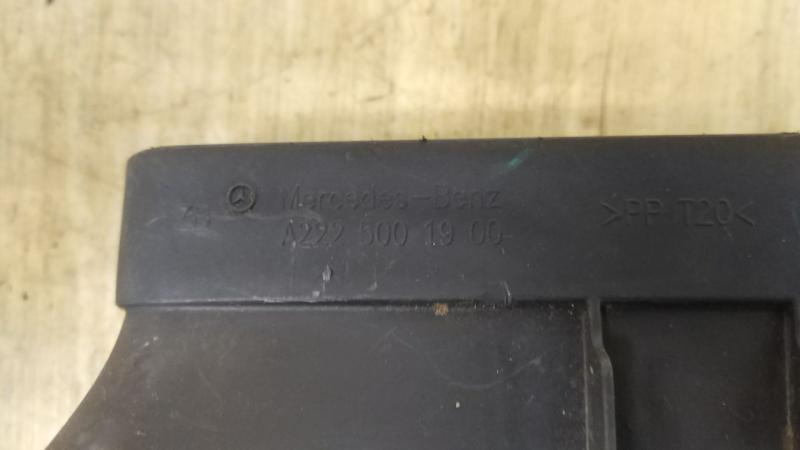 Mercedes-Benz
A222 500 19 00
>PP-T20<